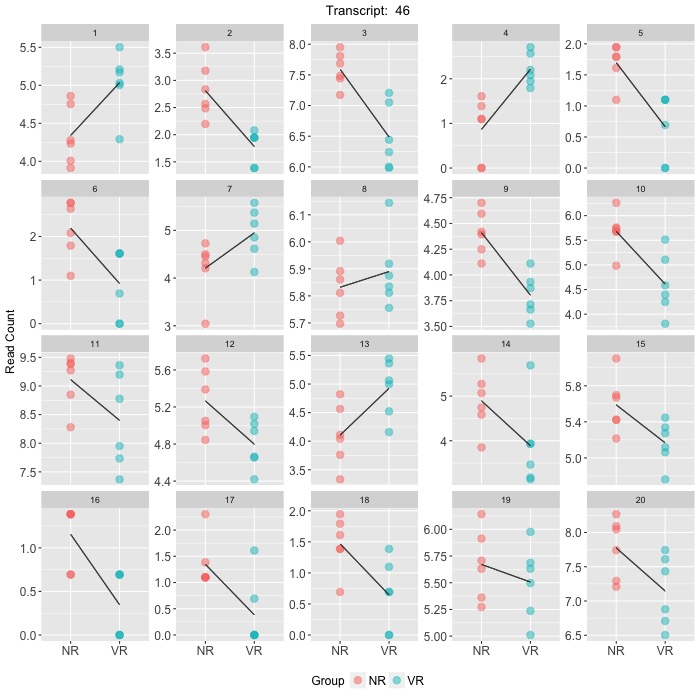 Transcript: 46
1 2 3 4 5
5.5 5.0 4.5 4.0
3.5 3.0 2.5 2.0 1.5
8.0 7.5 7.0 6.5 6.0
2 1 0
2.0 1.5 1.0 0.5 0.0
6 7 8 9 10
2 1 0
5 4 3
6.1 6.0 5.9 5.8 5.7
4.75 4.50 4.25 4.00 3.75 3.50
6.0 5.5 5.0 4.5 4.0
Read Count
11 12 13 14 15
9.5 9.0 8.5 8.0 7.5
5.6 5.2 4.8 4.4
5.5 5.0 4.5 4.0 3.5
5 4
5.8 5.4 5.0
16 17 18 19 20
1.0 0.5 0.0
2.0 1.5 1.0 0.5 0.0
2.0 1.5 1.0 0.5 0.0
6.00 5.75 5.50 5.25 5.00
8.0 7.5 7.0 6.5
NR VR NR VR NR VR NR VR NR VR
Group NR VR